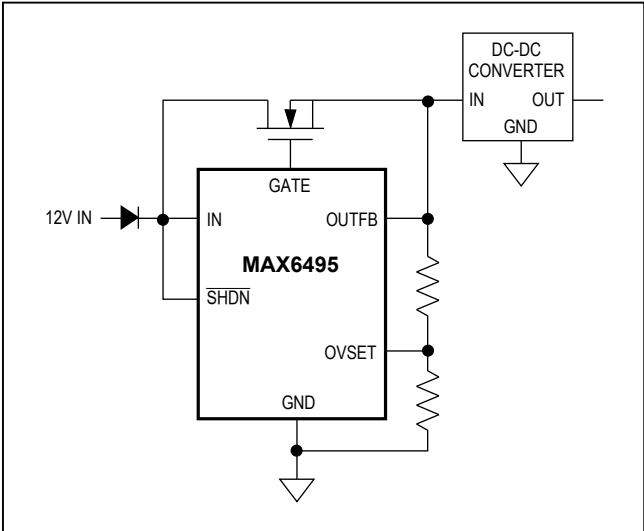 DC-DC
CONVERTER
IN OUT
GND
GATE
12V IN
IN OUTFB
MAX6495
SHDN
OVSET
GND